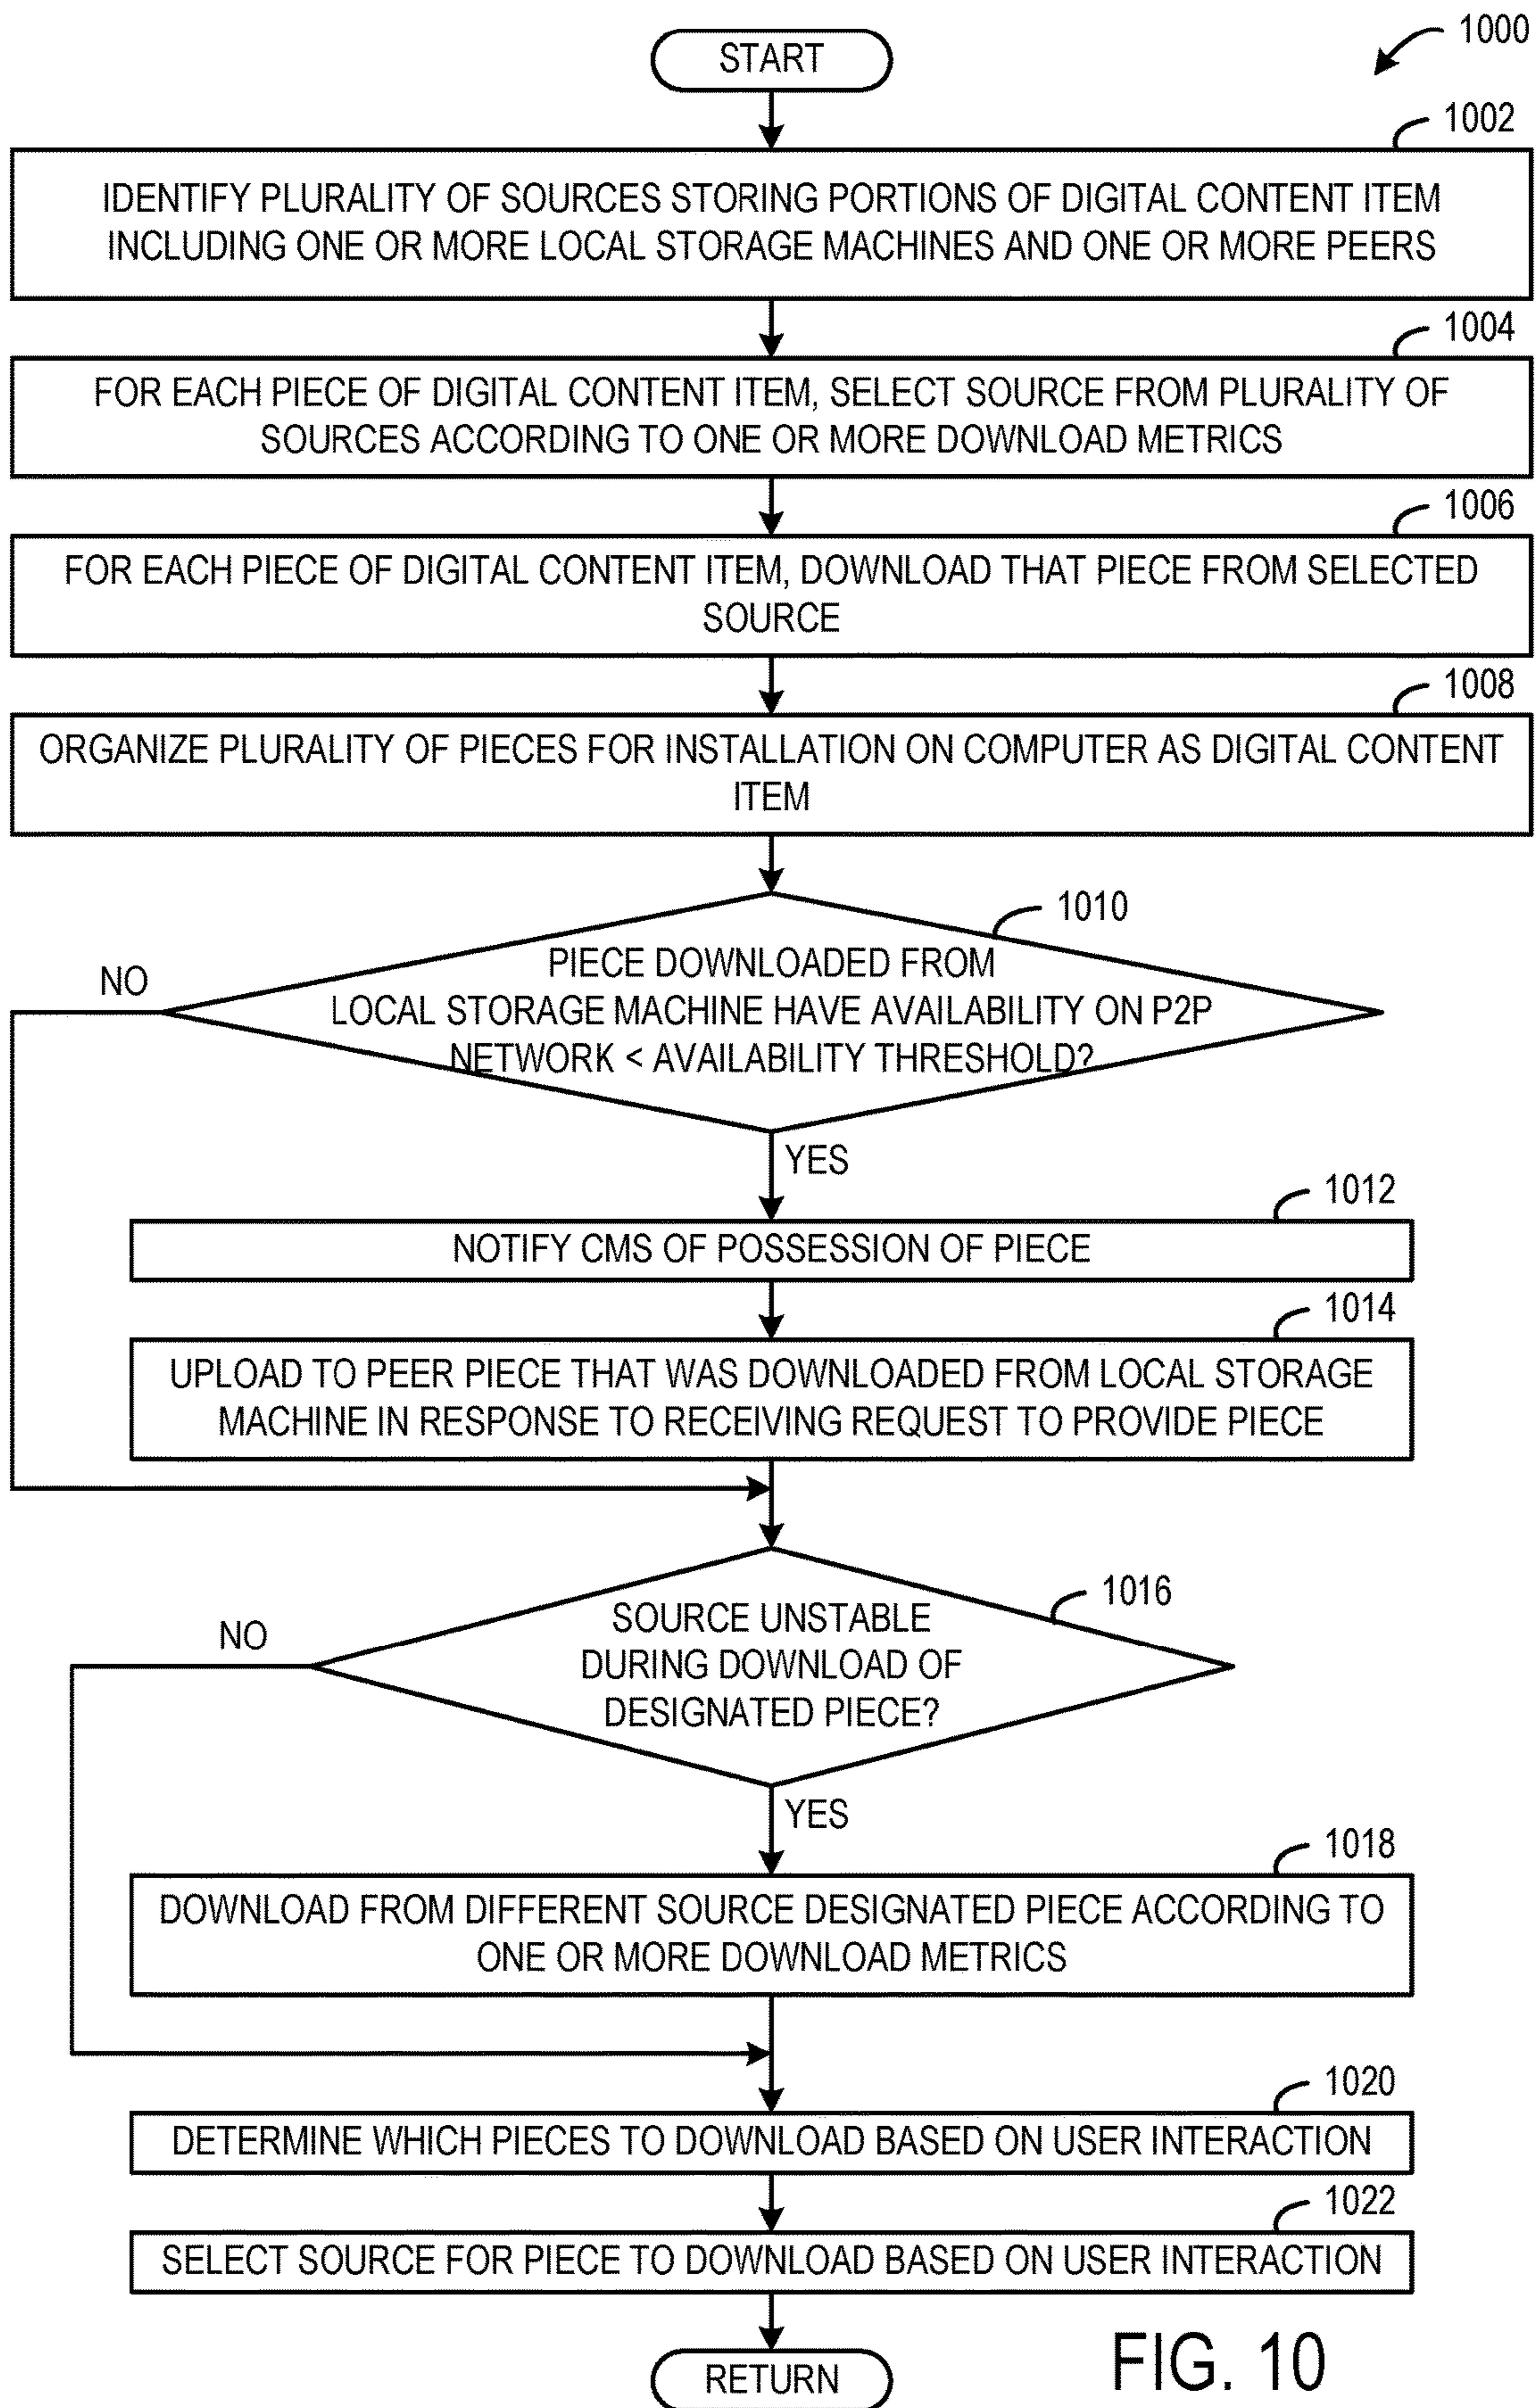 START
1000
1002
IDENTIFY PLURALITY OF SOURCES STORING PORTIONS OF DIGITAL CONTENT ITEM
INCLUDING ONE OR MORE LOCAL STORAGE MACHINES AND ONE OR MORE PEERS
1004
FOR EACH PIECE OF DIGITAL CONTENT ITEM, SELECT SOURCE FROM PLURALITY OF
SOURCES ACCORDING TO ONE OR MORE DOWNLOAD METRICS
1006
FOR EACH PIECE OF DIGITAL CONTENT ITEM, DOWNLOAD THAT PIECE FROM SELECTED
SOURCE
1008
ORGANIZE PLURALITY OF PIECES FOR INSTALLATION ON COMPUTER AS DIGITAL CONTENT
ITEM
1010
NO
PIECE DOWNLOADED FROM
LOCAL STORAGE MACHINE HAVE AVAILABILITY ON P2P
NETWORK < AVAILABILITY THRESHOLD?
YES
1012
NOTIFY CMS OF POSSESSION OF PIECE
1014
UPLOAD TO PEER PIECE THAT WAS DOWNLOADED FROM LOCAL STORAGE
MACHINE IN RESPONSE TO RECEIVING REQUEST TO PROVIDE PIECE
1016
NO
SOURCE UNSTABLE
DURING DOWNLOAD OF
DESIGNATED PIECE?
YES
1018
DOWNLOAD FROM DIFFERENT SOURCE DESIGNATED PIECE ACCORDING TO
ONE OR MORE DOWNLOAD METRICS
1020
DETERMINE WHICH PIECES TO DOWNLOAD BASED ON USER INTERACTION
1022
SELECT SOURCE FOR PIECE TO DOWNLOAD BASED ON USER INTERACTION
RETURN
FIG. 10